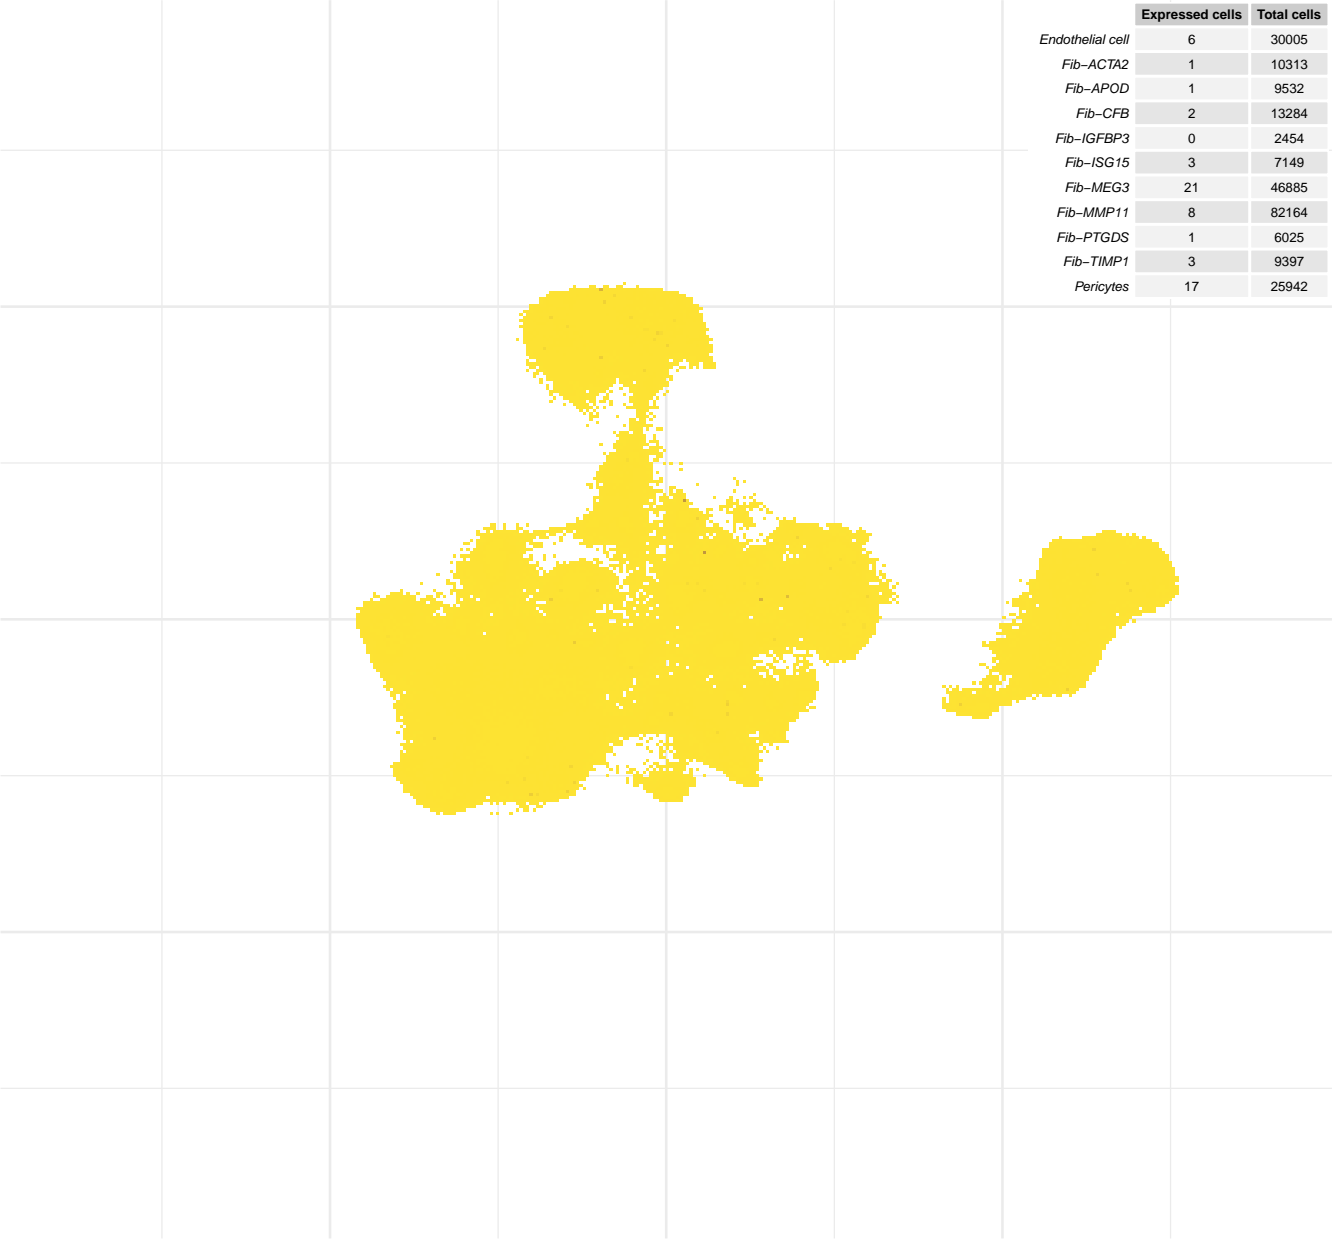 Expressed cells Total cells
Endothelial cell 6 30005
Fib−ACTA2 1 10313
Fib−APOD 1 9532
Fib−CFB 2 13284
Fib−IGFBP3 0 2454
Fib−ISG15 3 7149
Fib−MEG3 21 46885
Fib−MMP11 8 82164
Fib−PTGDS 1 6025
Fib−TIMP1 3 9397
Pericytes 17 25942